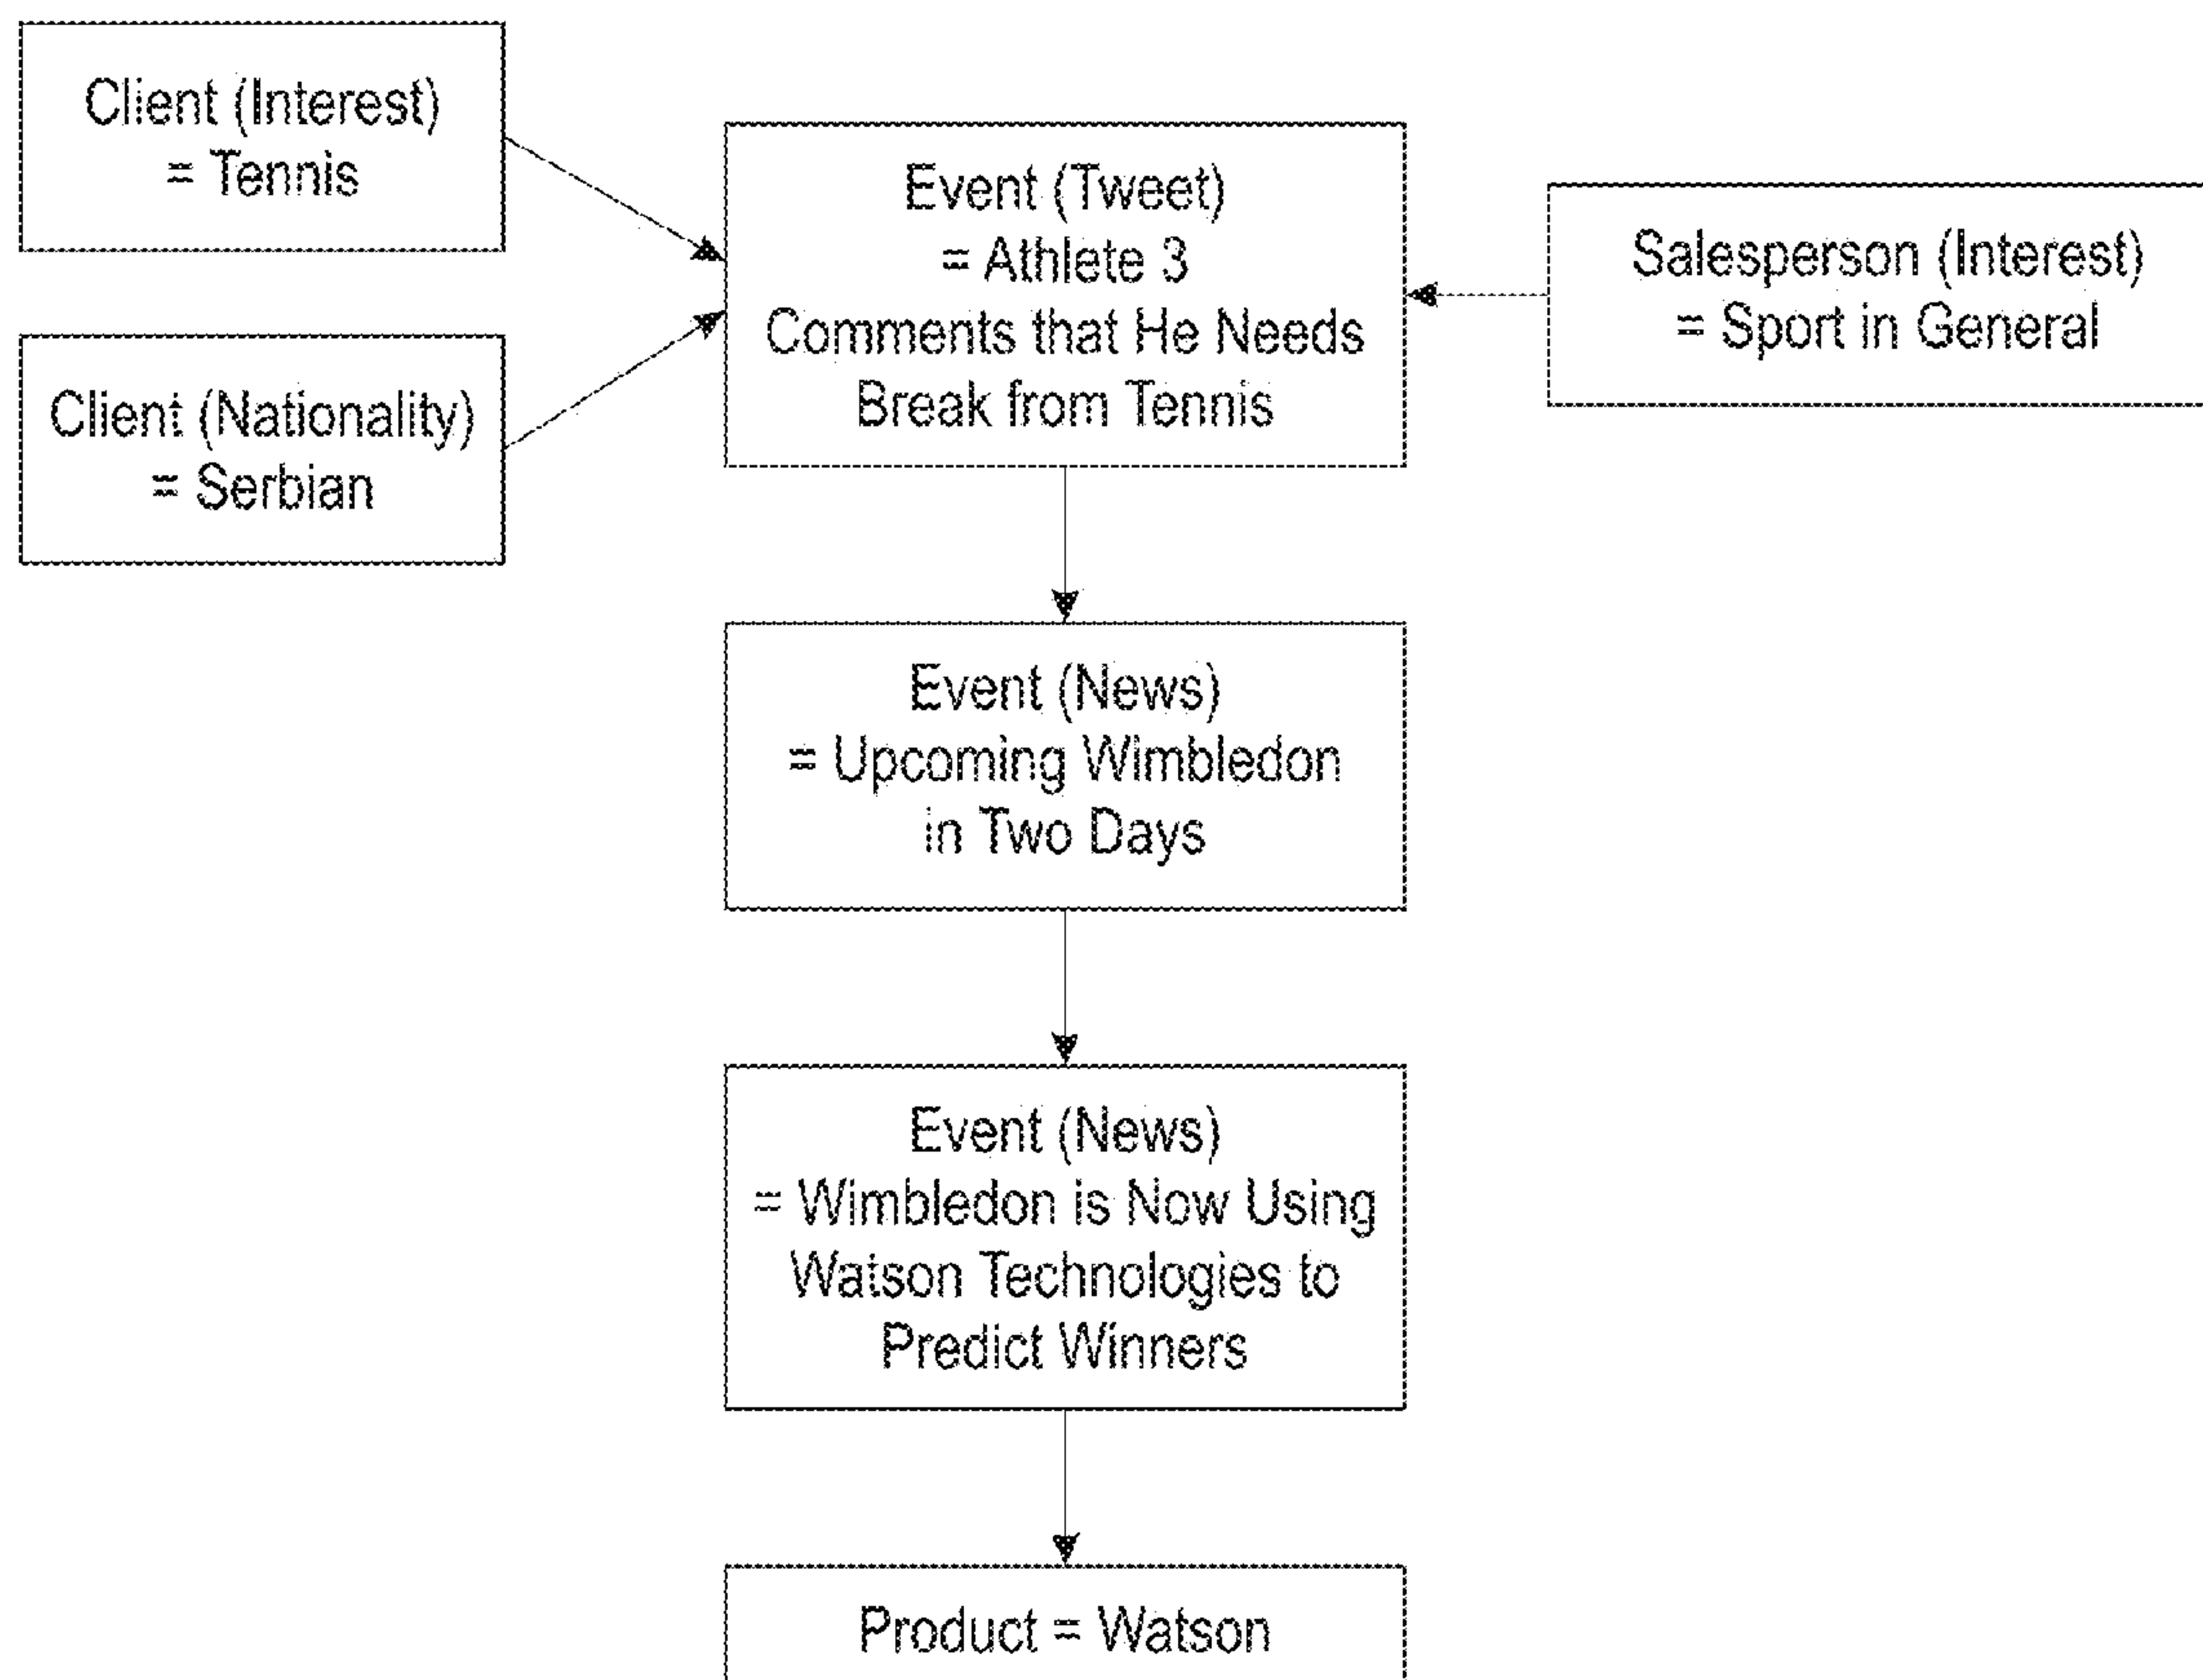 Client (Interest)
= Tennis
Client (Nationality)
= Serbian
Event (Tweet)
= Athlete 3
Comments that He Needs
Break from Tennis
Salesperson (Interest)
= Sport in General
Event (News)
= Upcoming Wimbledon
in Two Days
Event (News)
= Wimbledon is Now Using
Watson Technologies to
Predict Winners
Product = Watson